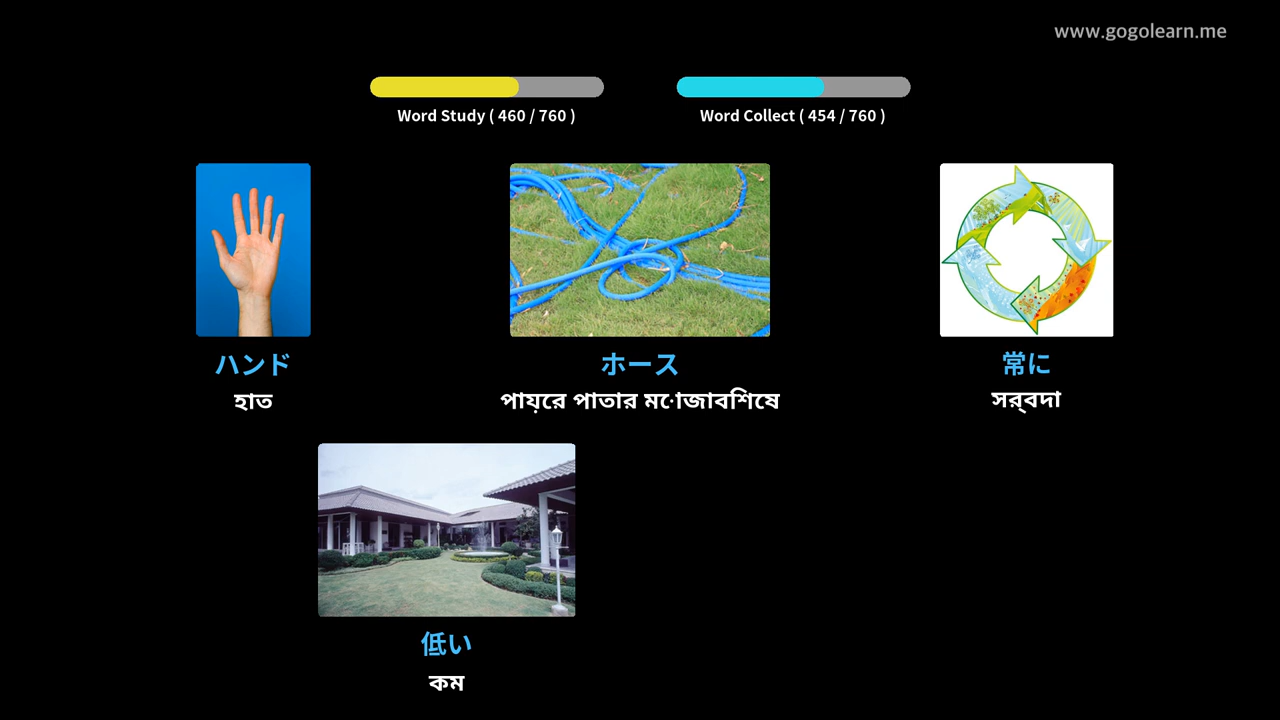 www.gogolearn.me
Word Study ( 460 / 760 )
Word Collect ( 454 / 760 )
ハンド
হাত
ホース
পায়রে পাতার মোজাবশিষে
常に
সর্বদা
低い
কম